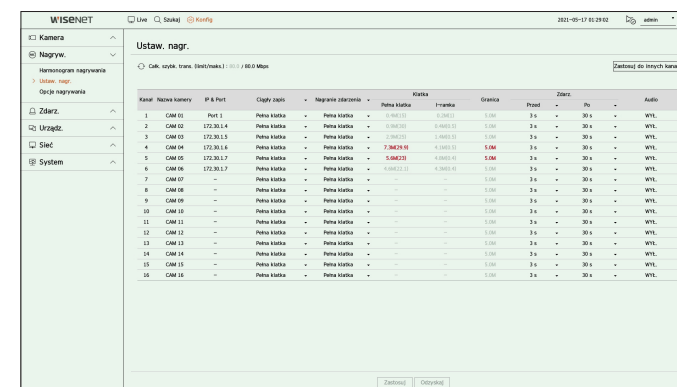 WISENET
Live Szukaj Konfig 2021-05-17 01:29:02 admin
Kamera
Nagryw.
Harmonogram nagrywania
> Ustaw. nagr.
Opcje nagrywania
Zdarz.
Urządz.
Sieć
System
Ustaw. nagr.
Całk. szybk. trans. (limit/maks.) : 80.0 / 80.0 Mbps
Zastosuj do innych kana
Klatka Zdarz.
Kanał Nazwa kamery IP & Port Ciągły zapis Nagranie zdarzenia Pełna klatka I-ramka Granica Przed Po Audio
1 CAM 01 Port 1 Pełna klatka Pełna klatka 5.0M 3 s 30 s WYŁ.
2 CAM 02 172.30.1.4 Pełna klatka Pełna klatka 5.0M 3 s 30 s WYŁ.
3 CAM 03 172.30.1.5 Pełna klatka Pełna klatka 5.0M 3 s 30 s WYŁ.
4 CAM 04 172.30.1.6 Pełna klatka Pełna klatka 7.3M(29.9) 5.0M 3 s 30 s WYŁ.
5 CAM 05 172.30.1.7 Pełna klatka Pełna klatka 5.6M(23) 5.0M 3 s 30 s WYŁ.
6 CAM 06 172.30.1.7 Pełna klatka Pełna klatka 5.0M 3 s 30 s WYŁ.
7 CAM 07 – Pełna klatka Pełna klatka – – 5.0M 3 s 30 s WYŁ.
8 CAM 08 – Pełna klatka Pełna klatka – – 5.0M 3 s 30 s WYŁ.
9 CAM 09 – Pełna klatka Pełna klatka – – 5.0M 3 s 30 s WYŁ.
10 CAM 10 – Pełna klatka Pełna klatka – – 5.0M 3 s 30 s WYŁ.
11 CAM 11 – Pełna klatka Pełna klatka – – 5.0M 3 s 30 s WYŁ.
12 CAM 12 – Pełna klatka Pełna klatka – – 5.0M 3 s 30 s WYŁ.
13 CAM 13 – Pełna klatka Pełna klatka – – 5.0M 3 s 30 s WYŁ.
14 CAM 14 – Pełna klatka Pełna klatka – – 5.0M 3 s 30 s WYŁ.
15 CAM 15 – Pełna klatka Pełna klatka – – 5.0M 3 s 30 s WYŁ.
16 CAM 16 – Pełna klatka Pełna klatka – – 5.0M 3 s 30 s WYŁ.
Zastosuj Odzyskaj